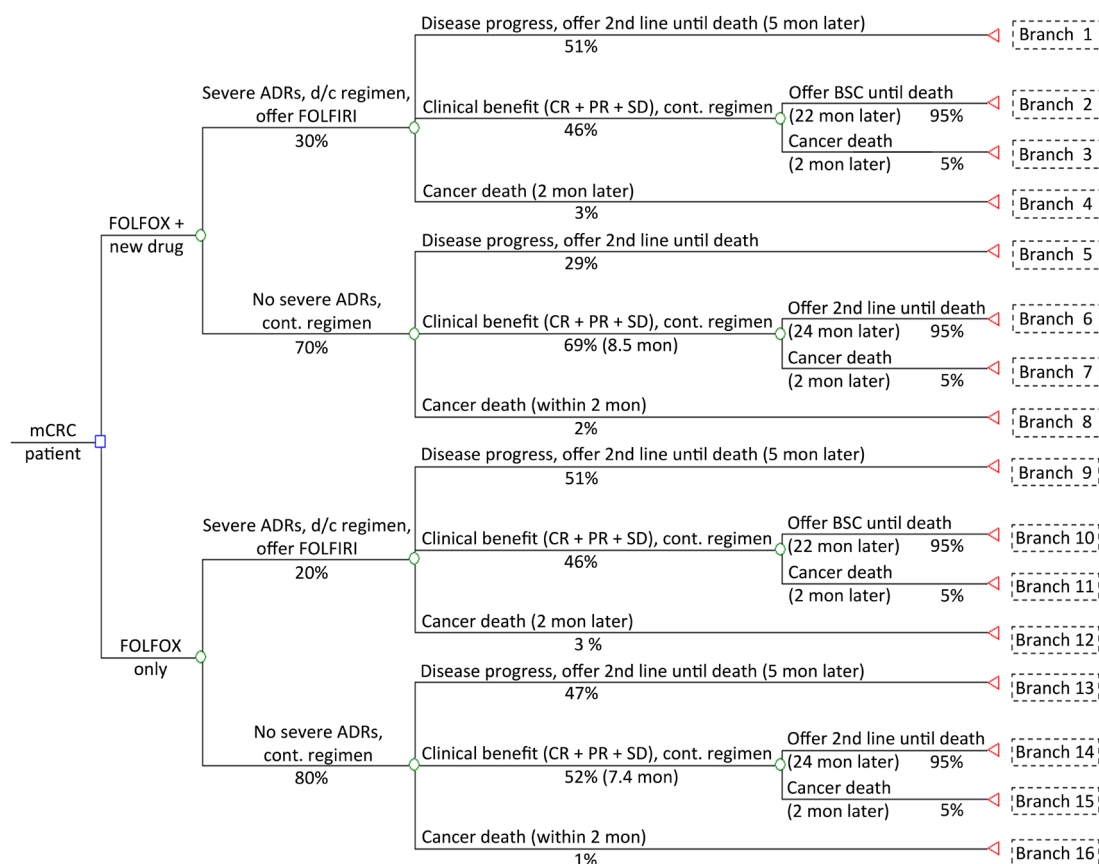 Disease progress, offer 2nd line until death (5 mon later)
51%
Branch 1
Severe ADRs, d/c regimen,
offer FOLFIRI
30%
Clinical benefit (CR + PR + SD), cont. regimen
46%
Offer BSC until death
(22 mon later) 95%
Branch 2
Cancer death
(2 mon later) 5%
Branch 3
Cancer death (2 mon later)
3%
Branch 4
FOLFOX +
new drug
Disease progress, offer 2nd line until death
29%
Branch 5
No severe ADRs,
cont. regimen
70%
Clinical benefit (CR + PR + SD), cont. regimen
69% (8.5 mon)
Offer 2nd line until death
(24 mon later) 95%
Branch 6
Cancer death
(2 mon later) 5%
Branch 7
Cancer death (within 2 mon)
2%
Branch 8
mCRC
patient
Disease progress, offer 2nd line until death (5 mon later)
51%
Branch 9
Severe ADRs, d/c regimen,
offer FOLFIRI
20%
Clinical benefit (CR + PR + SD), cont. regimen
46%
Offer BSC until death
(22 mon later) 95%
Branch 10
Cancer death
(2 mon later) 5%
Branch 11
Cancer death (2 mon later)
3 %
Branch 12
FOLFOX
only
Disease progress, offer 2nd line until death (5 mon later)
47%
Branch 13
No severe ADRs,
cont. regimen
80%
Clinical benefit (CR + PR + SD), cont. regimen
52% (7.4 mon)
Offer 2nd line until death
(24 mon later) 95%
Branch 14
Cancer death
(2 mon later) 5%
Branch 15
Cancer death (within 2 mon)
1%
Branch 16